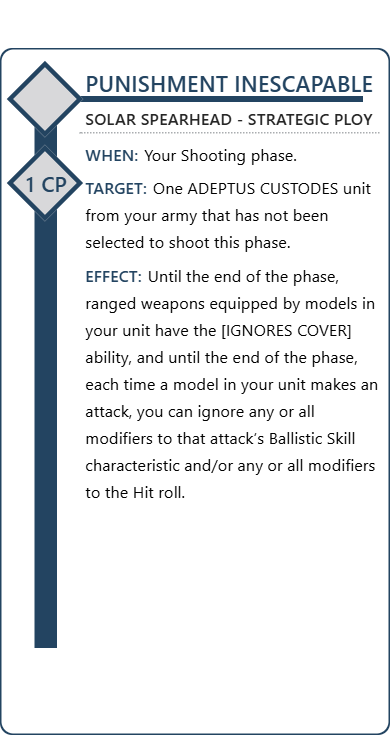 PUNISHMENT INESCAPABLE
SOLAR SPEARHEAD - STRATEGIC PLOY
WHEN: Your Shooting phase.
1 CP
TARGET: One ADEPTUS CUSTODES unit
from your army that has not been
selected to shoot this phase.
EFFECT: Until the end of the phase,
ranged weapons equipped by models in
your unit have the [IGNORES COVER]
ability, and until the end of the phase,
each time a model in your unit makes an
attack, you can ignore any or all
modifiers to that attack’s Ballistic Skill
characteristic and/or any or all modifiers
to the Hit roll.